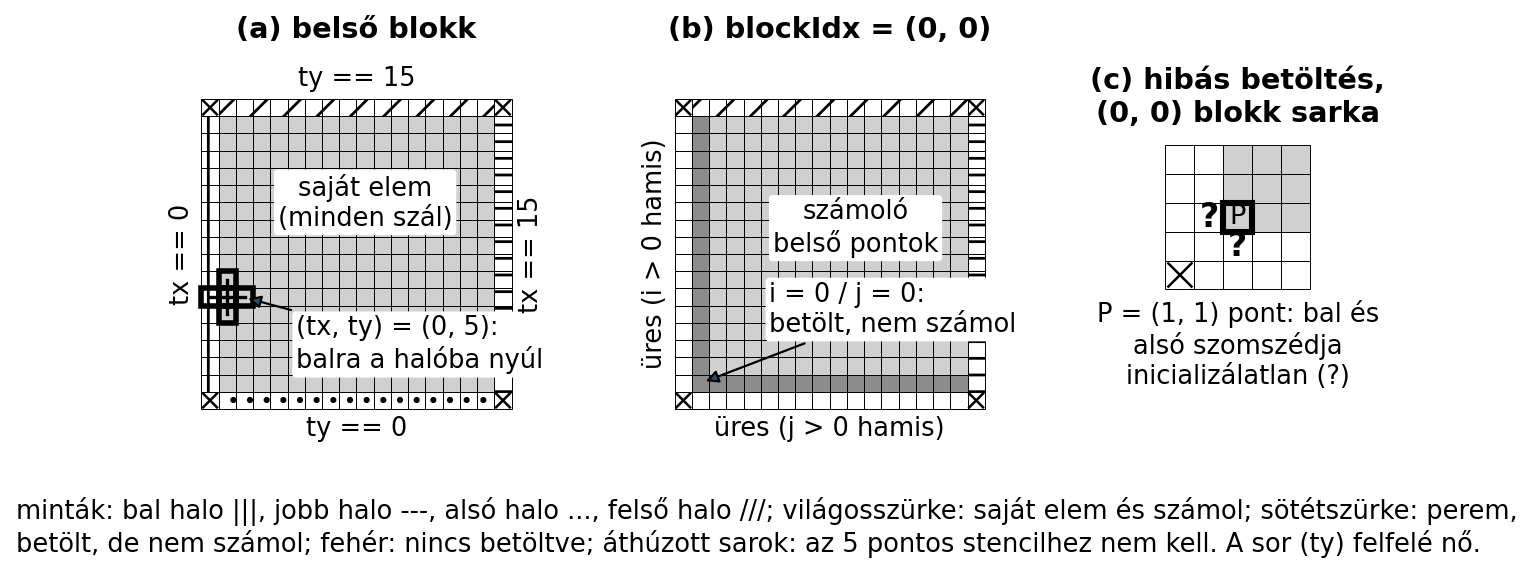 (a) belső blokk
ty == 15
tx == 0
saját elem
(minden szál)
tx == 15
(tx, ty) = (0, 5):
balra a halóba nyúl
ty == 0
(b) blockIdx = (0, 0)
üres (i > 0 hamis)
számoló
belső pontok
i = 0 / j = 0:
betölt, nem számol
üres (j > 0 hamis)
(c) hibás betöltés,
(0, 0) blokk sarka
? P
?
P = (1, 1) pont: bal és
alsó szomszédja
inicializálatlan (?)
minták: bal halo |||, jobb halo ---, alsó halo ..., felső halo ///; világosszürke: saját elem és számol; sötétszürke: perem,
betölt, de nem számol; fehér: nincs betöltve; áthúzott sarok: az 5 pontos stencilhez nem kell. A sor (ty) felfelé nő.